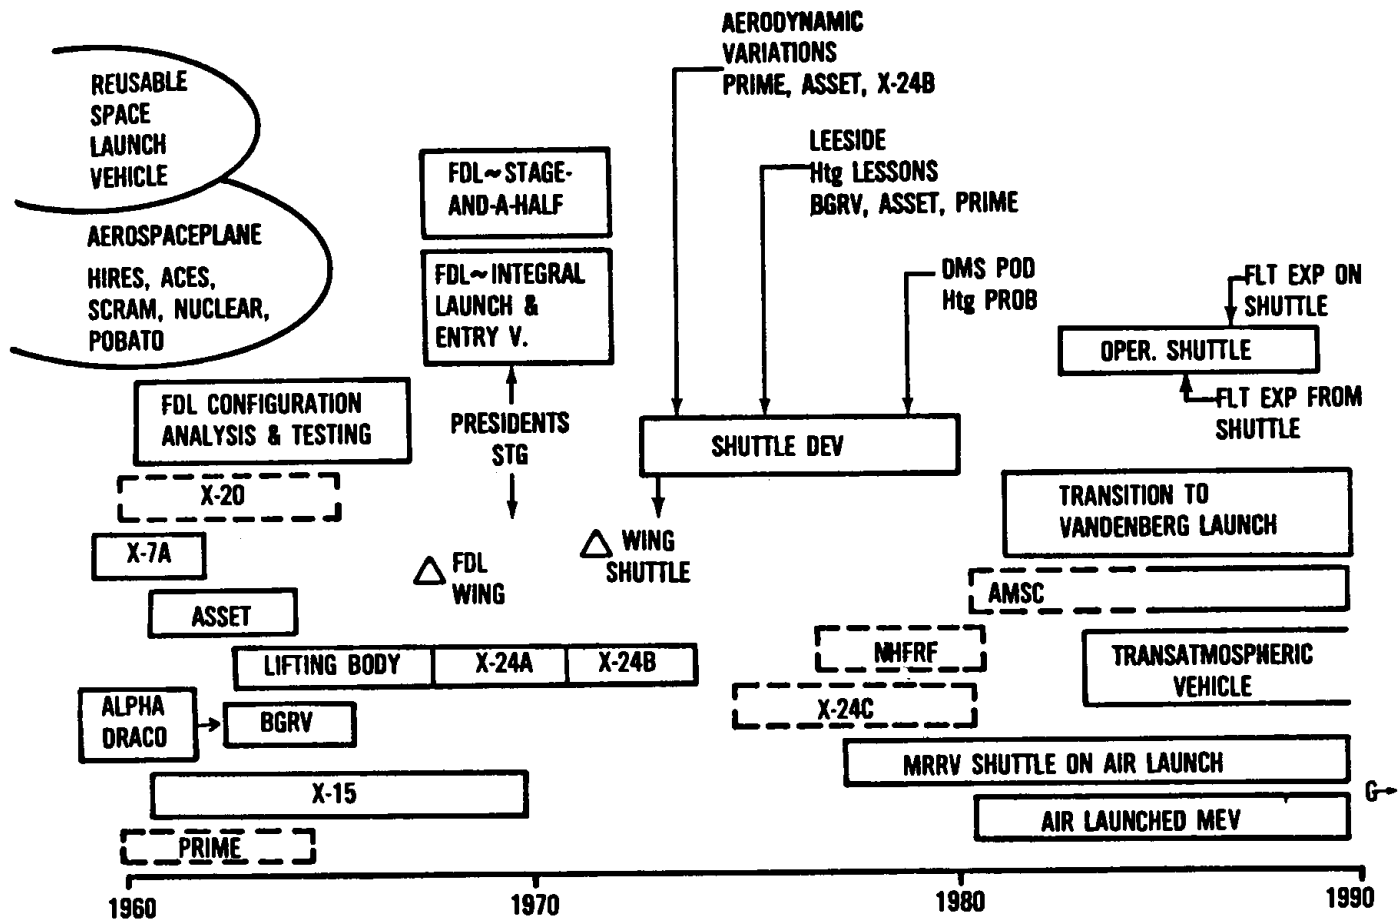 REUSABLE
SPACE
LAUNCH
VEHICLE
AEROSPACEPLANE
HIRES, ACES,
SCRAM, NUCLEAR,
POBATO
AERODYNAMIC
VARIATIONS
PRIME, ASSET, X-24B
LEESIDE
Htg LESSONS
BGRV, ASSET, PRIME
FDL~STAGE-
AND-A-HALF
FDL~INTEGRAL
LAUNCH &
ENTRY V.
DMS POD
Htg PROB
FLT EXP ON
SHUTTLE
OPER. SHUTTLE
FLT EXP FROM
SHUTTLE
FDL CONFIGURATION
ANALYSIS & TESTING
PRESIDENTS
STG
SHUTTLE DEV
X-20
TRANSITION TO
VANDENBERG LAUNCH
X-7A
△ FDL
WING
△ WING
SHUTTLE
AMSC
ASSET
NHFRF
TRANSATMOSPHERIC
VEHICLE
LIFTING BODY
X-24A
X-24B
ALPHA
DRACO
BGRV
X-24C
MRRV SHUTTLE ON AIR LAUNCH
X-15
G→
AIR LAUNCHED MEV
PRIME
1960
1970
1980
1990